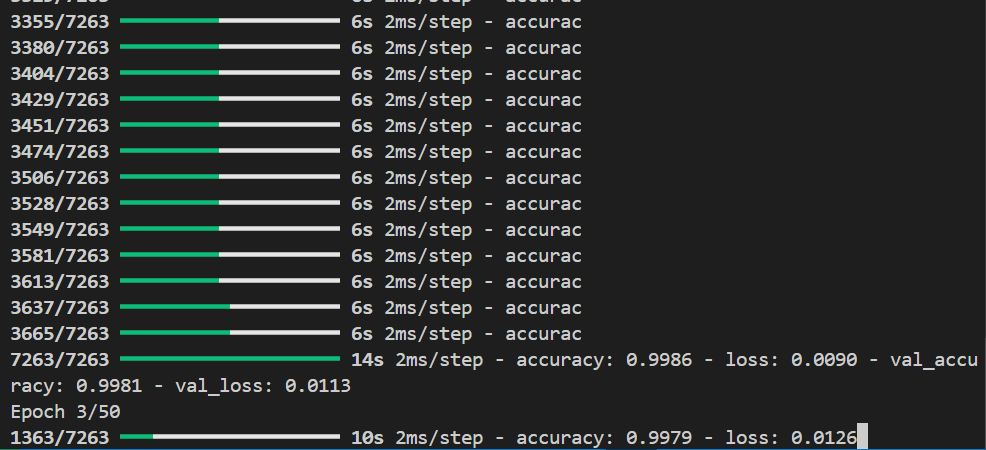 3355/7263 6s 2ms/step - accurac
3380/7263 6s 2ms/step - accurac
3404/7263 6s 2ms/step - accurac
3429/7263 6s 2ms/step - accurac
3451/7263 6s 2ms/step - accurac
3474/7263 6s 2ms/step - accurac
3506/7263 6s 2ms/step - accurac
3528/7263 6s 2ms/step - accurac
3549/7263 6s 2ms/step - accurac
3581/7263 6s 2ms/step - accurac
3613/7263 6s 2ms/step - accurac
3637/7263 6s 2ms/step - accurac
3665/7263 6s 2ms/step - accurac
7263/7263 14s 2ms/step - accuracy: 0.9986 - loss: 0.0090 - val_accu
racy: 0.9981 - val_loss: 0.0113
Epoch 3/50
1363/7263 10s 2ms/step - accuracy: 0.9979 - loss: 0.0126